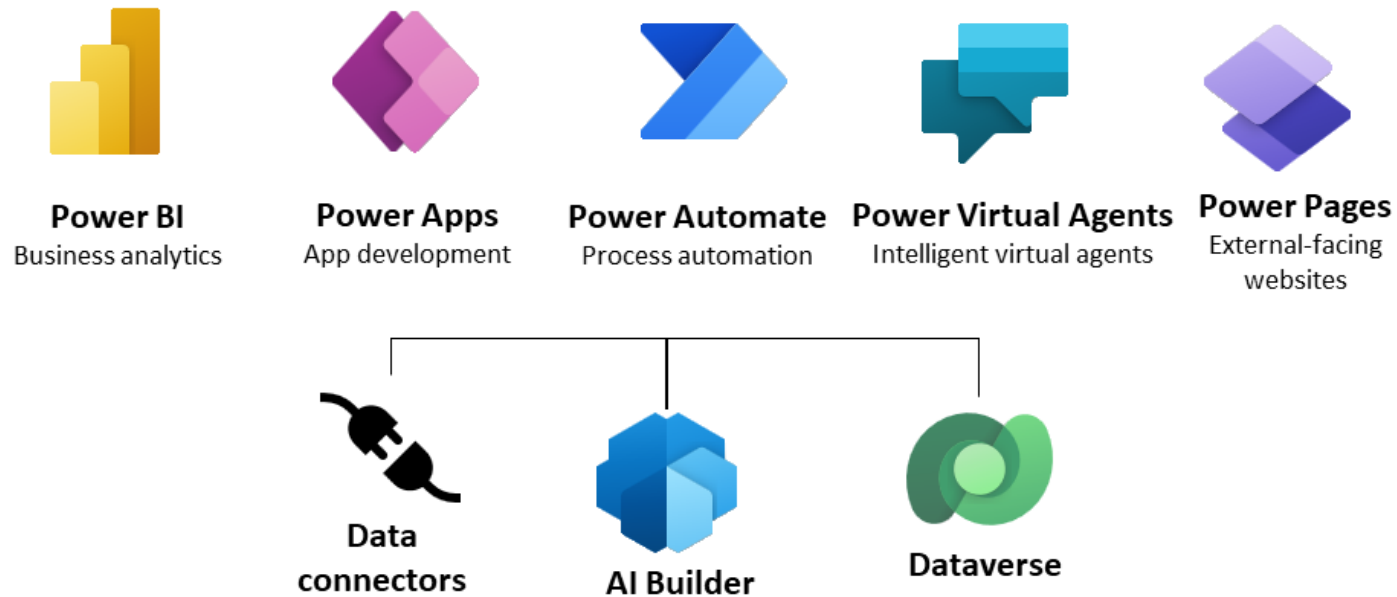 Power BI
Business analytics
Power Apps
App development
Power Automate
Process automation
Power Virtual Agents
Intelligent virtual agents
Power Pages
External-facing
websites
Data
connectors
AI Builder
Dataverse